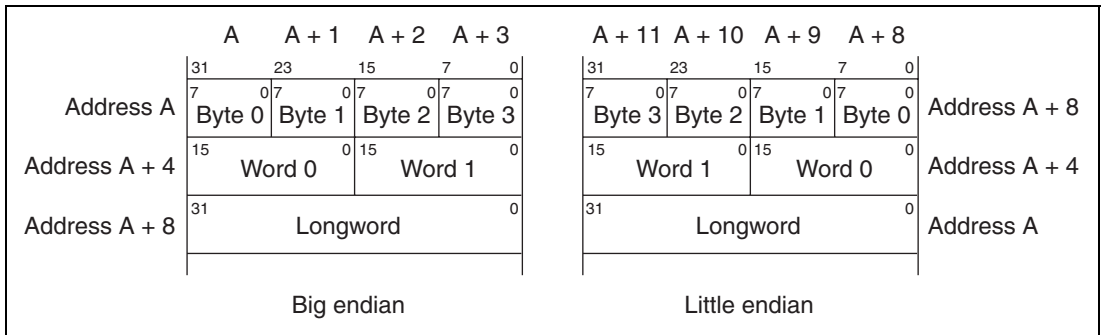 A A + 1 A + 2 A + 3 A + 11 A + 10 A + 9 A + 8
31 23 15 7 0 31 23 15 7 0
7 0 7 0 7 0 7 0 7 0 7 0 7 0 7 0
Address A Byte 0 Byte 1 Byte 2 Byte 3 Byte 3 Byte 2 Byte 1 Byte 0 Address A + 8
15 0 15 0 15 0 15 0
Address A + 4 Word 0 Word 1 Word 1 Word 0 Address A + 4
31 0 31 0
Address A + 8 Longword Longword Address A
Big endian Little endian